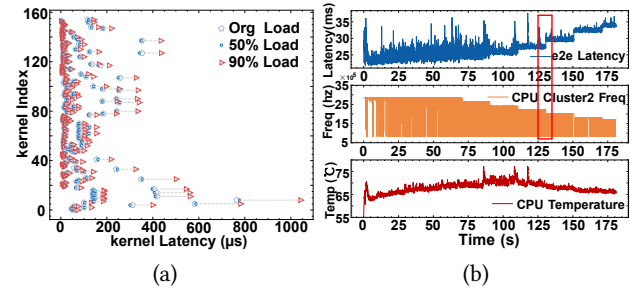 (a)
160
120
80
40
0
kernel Index
Org Load
50% Load
90% Load
0 200 400 600 800 1000
kernel Latency (μs)
(a)
(b)
Latency(ms)
35
30
25
e2e Latency
0 25 50 75 100 125 150 175
×10⁵
Freq (hz)
35
25
15
5
CPU Cluster2 Freq
0 25 50 75 100 125 150 175
Temp (℃)
75
65
CPU Temperature
0 25 50 75 100 125 150 175
Time (s)
(b)